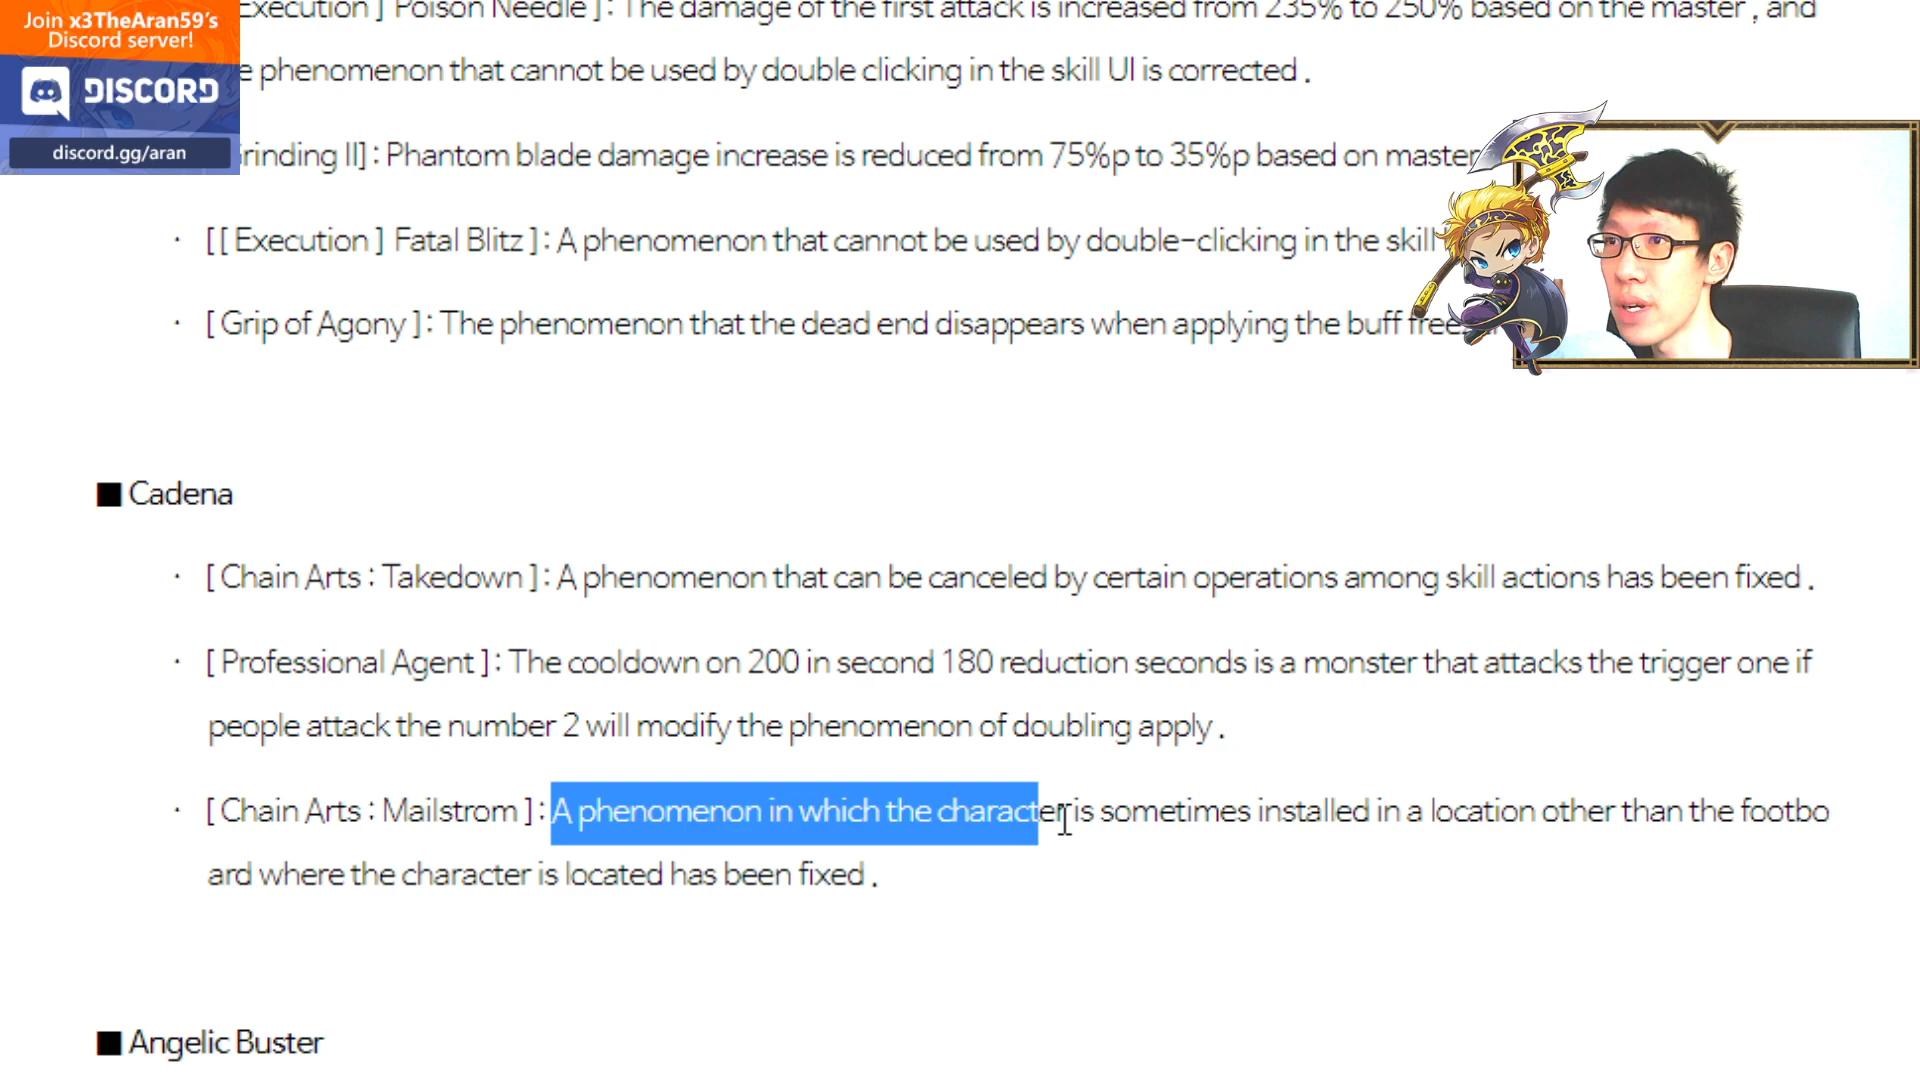 Join x3TheAran59's
Discord server!
DISCORD
discord.gg/aran
Execution ] Poison Needle ] : The damage of the first attack is increased from 235% to 250% based on the master , and
e phenomenon that cannot be used by double clicking in the skill UI is corrected .
rinding II] : Phantom blade damage increase is reduced from 75%p to 35%p based on master
· [ [ Execution ] Fatal Blitz ] : A phenomenon that cannot be used by double-clicking in the skill
· [ Grip of Agony ] : The phenomenon that the dead end disappears when applying the buff
■ Cadena
· [ Chain Arts : Takedown ] : A phenomenon that can be canceled by certain operations among skill actions has been fixed .
· [ Professional Agent ] : The cooldown on 200 in second 180 reduction seconds is a monster that attacks the trigger one if
people attack the number 2 will modify the phenomenon of doubling apply .
· [ Chain Arts : Mailstrom ] : A phenomenon in which the character is sometimes installed in a location other than the footbo
ard where the character is located has been fixed .
■ Angelic Buster